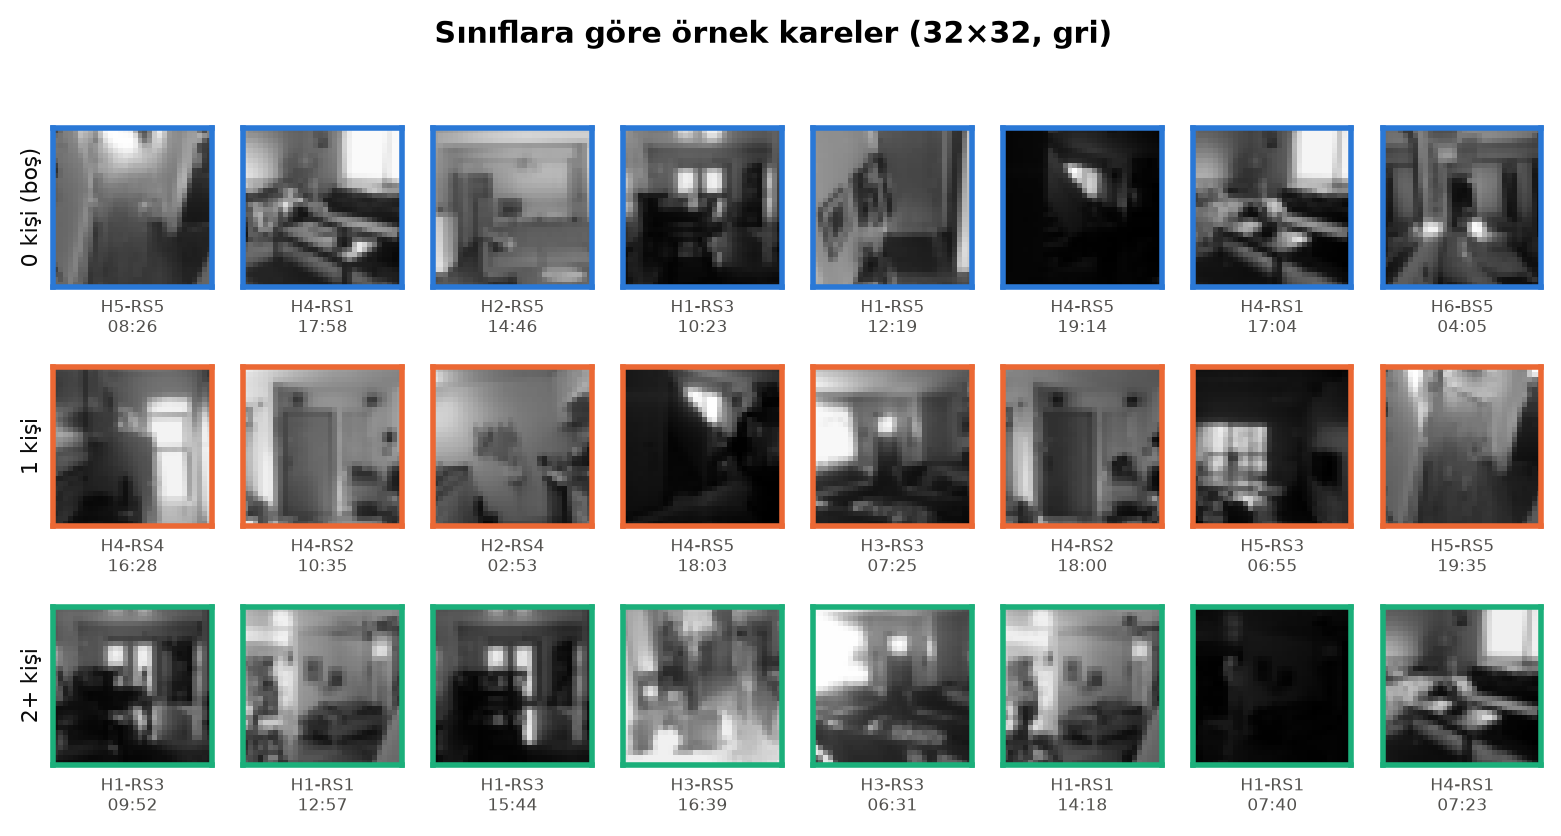 Sınıflara göre örnek kareler (32×32, gri)
0 kişi (boş)
H5-RS5 H4-RS1 H2-RS5 H1-RS3 H1-RS5 H4-RS5 H4-RS1 H6-BS5
08:26 17:58 14:46 10:23 12:19 19:14 17:04 04:05
1 kişi
H4-RS4 H4-RS2 H2-RS4 H4-RS5 H3-RS3 H4-RS2 H5-RS3 H5-RS5
16:28 10:35 02:53 18:03 07:25 18:00 06:55 19:35
2+ kişi
H1-RS3 H1-RS1 H1-RS3 H3-RS5 H3-RS3 H1-RS1 H1-RS1 H4-RS1
09:52 12:57 15:44 16:39 06:31 14:18 07:40 07:23